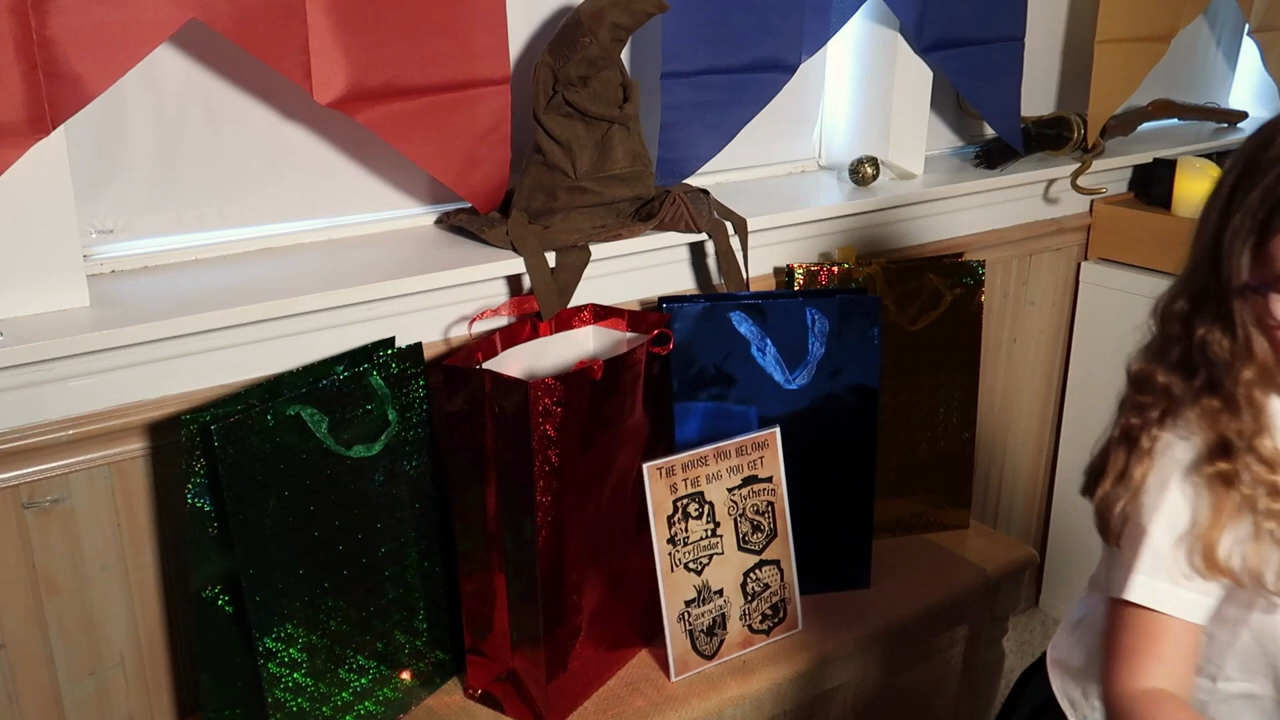 THE HOUSE YOU BELONG
IS THE BAG YOU GET
Gryffindor
Slytherin
Ravenclaw
Hufflepuff